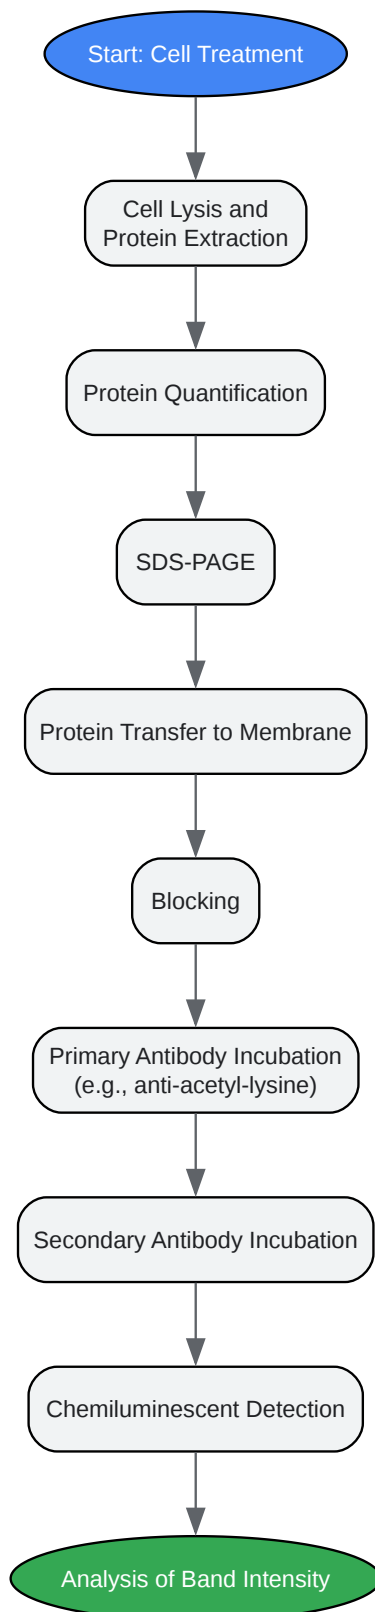 Start: Cell Treatment
Cell Lysis and
Protein Extraction
Protein Quantification
SDS-PAGE
Protein Transfer to Membrane
Blocking
Primary Antibody Incubation
(e.g., anti-acetyl-lysine)
Secondary Antibody Incubation
Chemiluminescent Detection
Analysis of Band Intensity